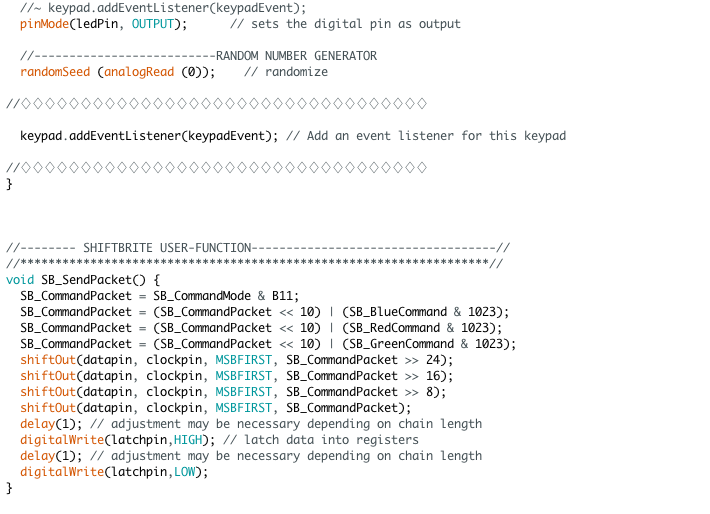 //~ keypad.addEventListener(keypadEvent);
pinMode(ledPin, OUTPUT);      // sets the digital pin as output
//--------------------------RANDOM NUMBER GENERATOR
randomSeed (analogRead (0));    // randomize
//♢♢♢♢♢♢♢♢♢♢♢♢♢♢♢♢♢♢♢♢♢♢♢♢♢♢♢♢♢♢♢♢♢♢
keypad.addEventListener(keypadEvent); // Add an event listener for this keypad
//♢♢♢♢♢♢♢♢♢♢♢♢♢♢♢♢♢♢♢♢♢♢♢♢♢♢♢♢♢♢♢♢♢♢
}
//-------- SHIFTBRITE USER-FUNCTION-----------------------------------//
//*******************************************************************//
void SB_SendPacket() {
SB_CommandPacket = SB_CommandMode & B11;
SB_CommandPacket = (SB_CommandPacket << 10) | (SB_BlueCommand & 1023);
SB_CommandPacket = (SB_CommandPacket << 10) | (SB_RedCommand & 1023);
SB_CommandPacket = (SB_CommandPacket << 10) | (SB_GreenCommand & 1023);
shiftOut(datapin, clockpin, MSBFIRST, SB_CommandPacket >> 24);
shiftOut(datapin, clockpin, MSBFIRST, SB_CommandPacket >> 16);
shiftOut(datapin, clockpin, MSBFIRST, SB_CommandPacket >> 8);
shiftOut(datapin, clockpin, MSBFIRST, SB_CommandPacket);
delay(1); // adjustment may be necessary depending on chain length
digitalWrite(latchpin,HIGH); // latch data into registers
delay(1); // adjustment may be necessary depending on chain length
digitalWrite(latchpin,LOW);
}